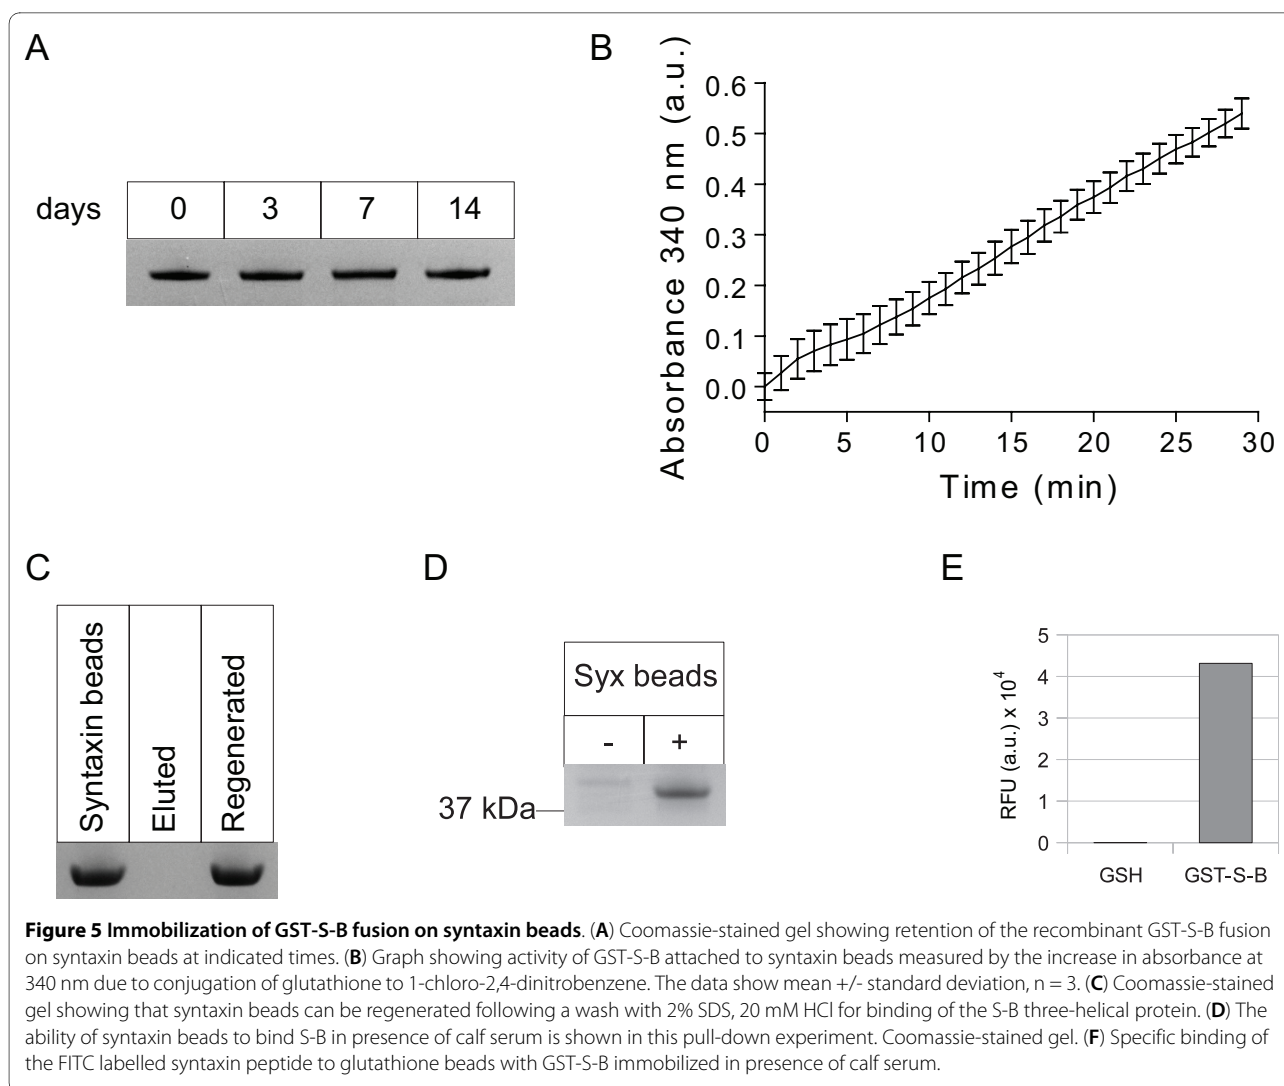 A
days 0 3 7 14
B
Absorbance 340 nm (a.u.)
0.6
0.5
0.4
0.3
0.2
0.1
0.0
0 5 10 15 20 25 30
Time (min)
C
Syntaxin beads
Eluted
Regenerated
D
Syx beads
- +
37 kDa
E
RFU (a.u.) x 10⁴
5
4
3
2
1
0
GSH GST-S-B
Figure 5 Immobilization of GST-S-B fusion on syntaxin beads. (A) Coomassie-stained gel showing retention of the recombinant GST-S-B fusion
on syntaxin beads at indicated times. (B) Graph showing activity of GST-S-B attached to syntaxin beads measured by the increase in absorbance at
340 nm due to conjugation of glutathione to 1-chloro-2,4-dinitrobenzene. The data show mean +/- standard deviation, n = 3. (C) Coomassie-stained
gel showing that syntaxin beads can be regenerated following a wash with 2% SDS, 20 mM HCl for binding of the S-B three-helical protein. (D) The
ability of syntaxin beads to bind S-B in presence of calf serum is shown in this pull-down experiment. Coomassie-stained gel. (F) Specific binding of
the FITC labelled syntaxin peptide to glutathione beads with GST-S-B immobilized in presence of calf serum.